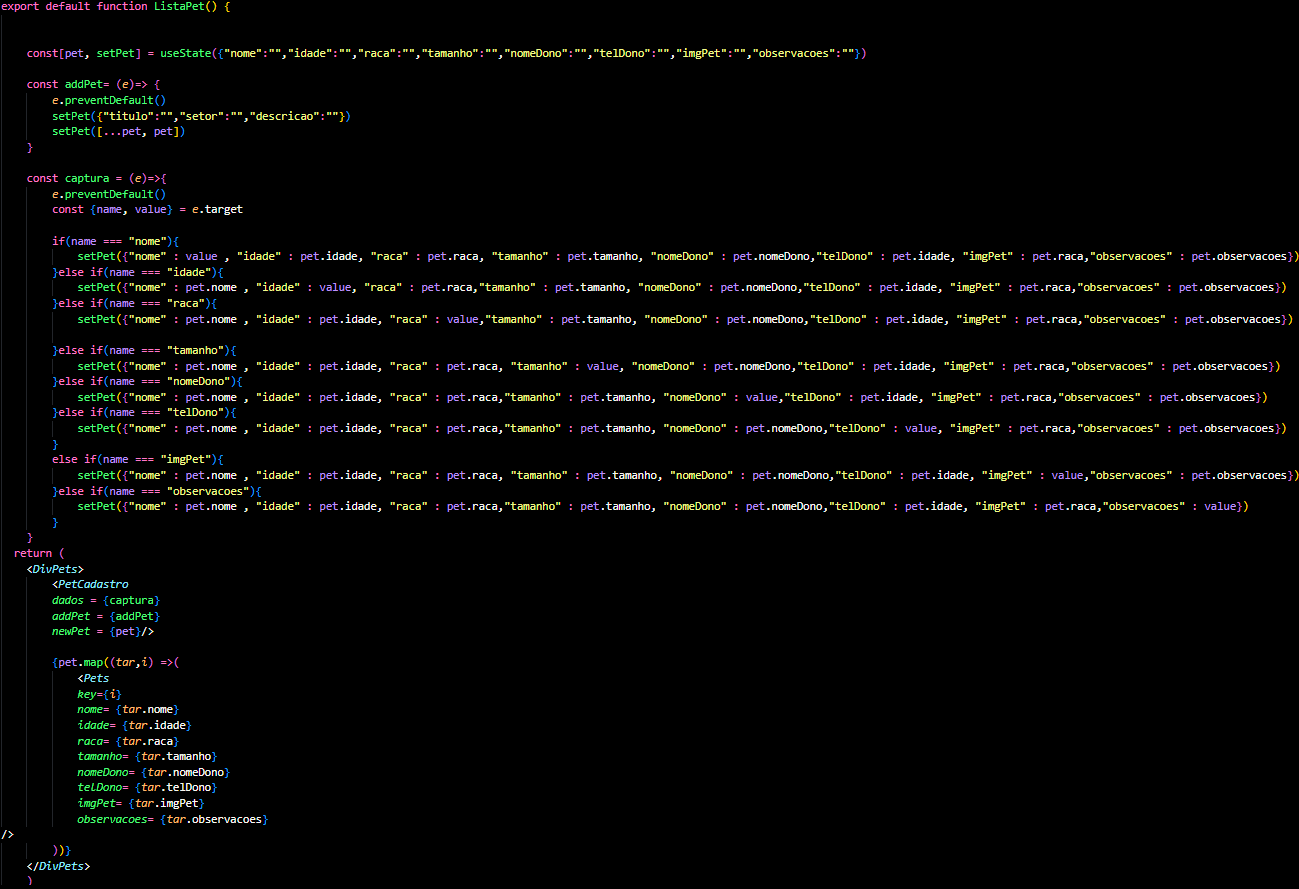 export default function ListaPet() {
const[pet, setPet] = useState({"nome":"","idade":"","raca":"","tamanho":"","nomeDono":"","telDono":"","imgPet":"","observacoes":""})
const addPet= (e)=> {
e.preventDefault()
setPet({"titulo":"","setor":"","descricao":""})
setPet([...pet, pet])
}
const captura = (e)=>{
e.preventDefault()
const {name, value} = e.target
if(name === "nome"){
setPet({"nome" : value , "idade" : pet.idade, "raca" : pet.raca, "tamanho" : pet.tamanho, "nomeDono" : pet.nomeDono,"telDono" : pet.idade, "imgPet" : pet.raca,"observacoes" : pet.observacoes})
}else if(name === "idade"){
setPet({"nome" : pet.nome , "idade" : value, "raca" : pet.raca,"tamanho" : pet.tamanho, "nomeDono" : pet.nomeDono,"telDono" : pet.idade, "imgPet" : pet.raca,"observacoes" : pet.observacoes})
}else if(name === "raca"){
setPet({"nome" : pet.nome , "idade" : pet.idade, "raca" : value,"tamanho" : pet.tamanho, "nomeDono" : pet.nomeDono,"telDono" : pet.idade, "imgPet" : pet.raca,"observacoes" : pet.observacoes})
}else if(name === "tamanho"){
setPet({"nome" : pet.nome , "idade" : pet.idade, "raca" : pet.raca, "tamanho" : value, "nomeDono" : pet.nomeDono,"telDono" : pet.idade, "imgPet" : pet.raca,"observacoes" : pet.observacoes})
}else if(name === "nomeDono"){
setPet({"nome" : pet.nome , "idade" : pet.idade, "raca" : pet.raca,"tamanho" : pet.tamanho, "nomeDono" : value,"telDono" : pet.idade, "imgPet" : pet.raca,"observacoes" : pet.observacoes})
}else if(name === "telDono"){
setPet({"nome" : pet.nome , "idade" : pet.idade, "raca" : pet.raca,"tamanho" : pet.tamanho, "nomeDono" : pet.nomeDono,"telDono" : value, "imgPet" : pet.raca,"observacoes" : pet.observacoes})
}
else if(name === "imgPet"){
setPet({"nome" : pet.nome , "idade" : pet.idade, "raca" : pet.raca, "tamanho" : pet.tamanho, "nomeDono" : pet.nomeDono,"telDono" : pet.idade, "imgPet" : value,"observacoes" : pet.observacoes})
}else if(name === "observacoes"){
setPet({"nome" : pet.nome , "idade" : pet.idade, "raca" : pet.raca,"tamanho" : pet.tamanho, "nomeDono" : pet.nomeDono,"telDono" : pet.idade, "imgPet" : pet.raca,"observacoes" : value})
}
}
return (
<DivPets>
<PetCadastro
dados = {captura}
addPet = {addPet}
newPet = {pet}/>
{pet.map((tar,i) =>(
<Pets
key={i}
nome= {tar.nome}
idade= {tar.idade}
raca= {tar.raca}
tamanho= {tar.tamanho}
nomeDono= {tar.nomeDono}
telDono= {tar.telDono}
imgPet= {tar.imgPet}
observacoes= {tar.observacoes}
/>
))}
</DivPets>
)